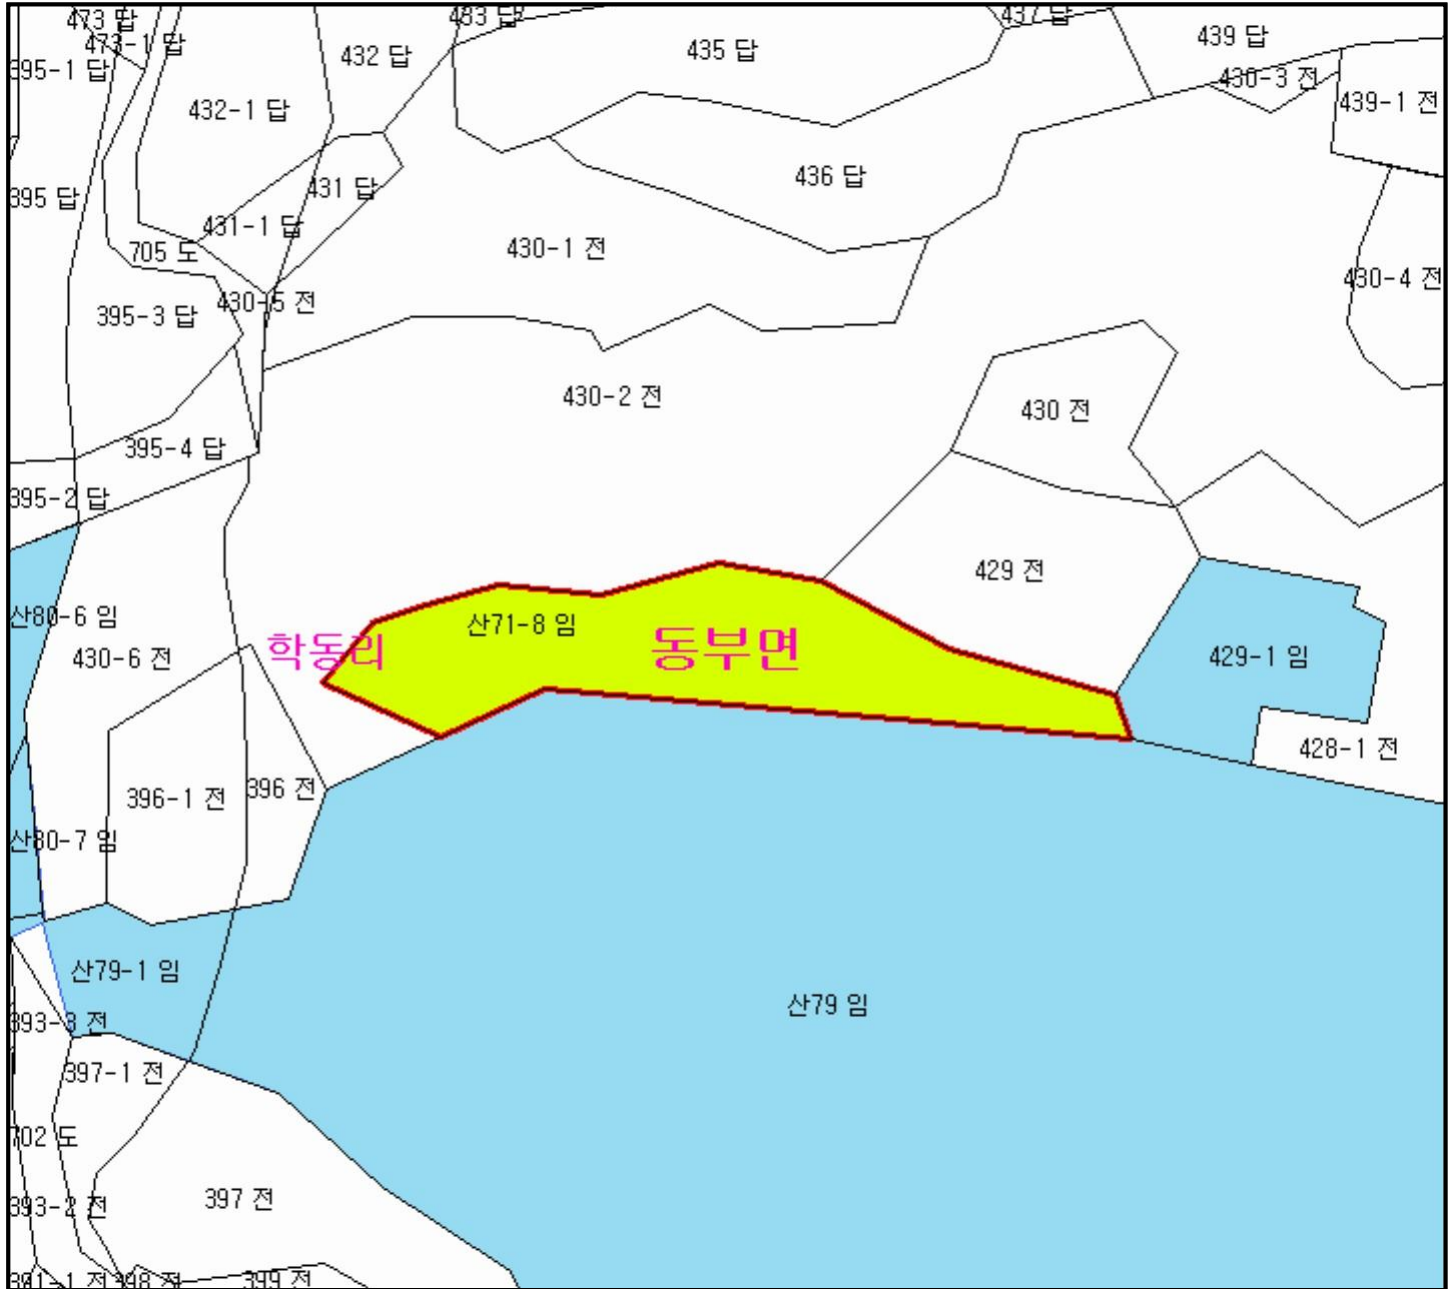 473 답
483 답
437 답
473-1 답
432 답
435 답
439 답
395-1 답
430-3 전
439-1 전
432-1 답
436 답
431 답
395 답
431-1 답
705 도
430-1 전
430-4 전
430-5 전
395-3 답
430-2 전
430 전
395-4 답
395-2 답
429 전
산80-6 임
산71-8 임
학동리
동부면
430-6 전
429-1 임
428-1 전
396-1 전
396 전
산80-7 임
산79-1 임
산79 임
393-3 전
397-1 전
702 도
393-2 전
397 전
391-1 전
398 전
399 전